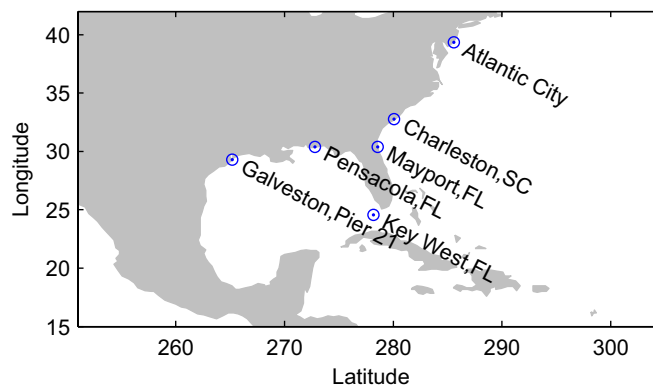 40
35
30
25
20
15
Longitude
Atlantic City
Charleston,SC
Mayport,FL
Pensacola,FL
Galveston,Pier 21
Key West,FL
260
270
280
290
300
Latitude